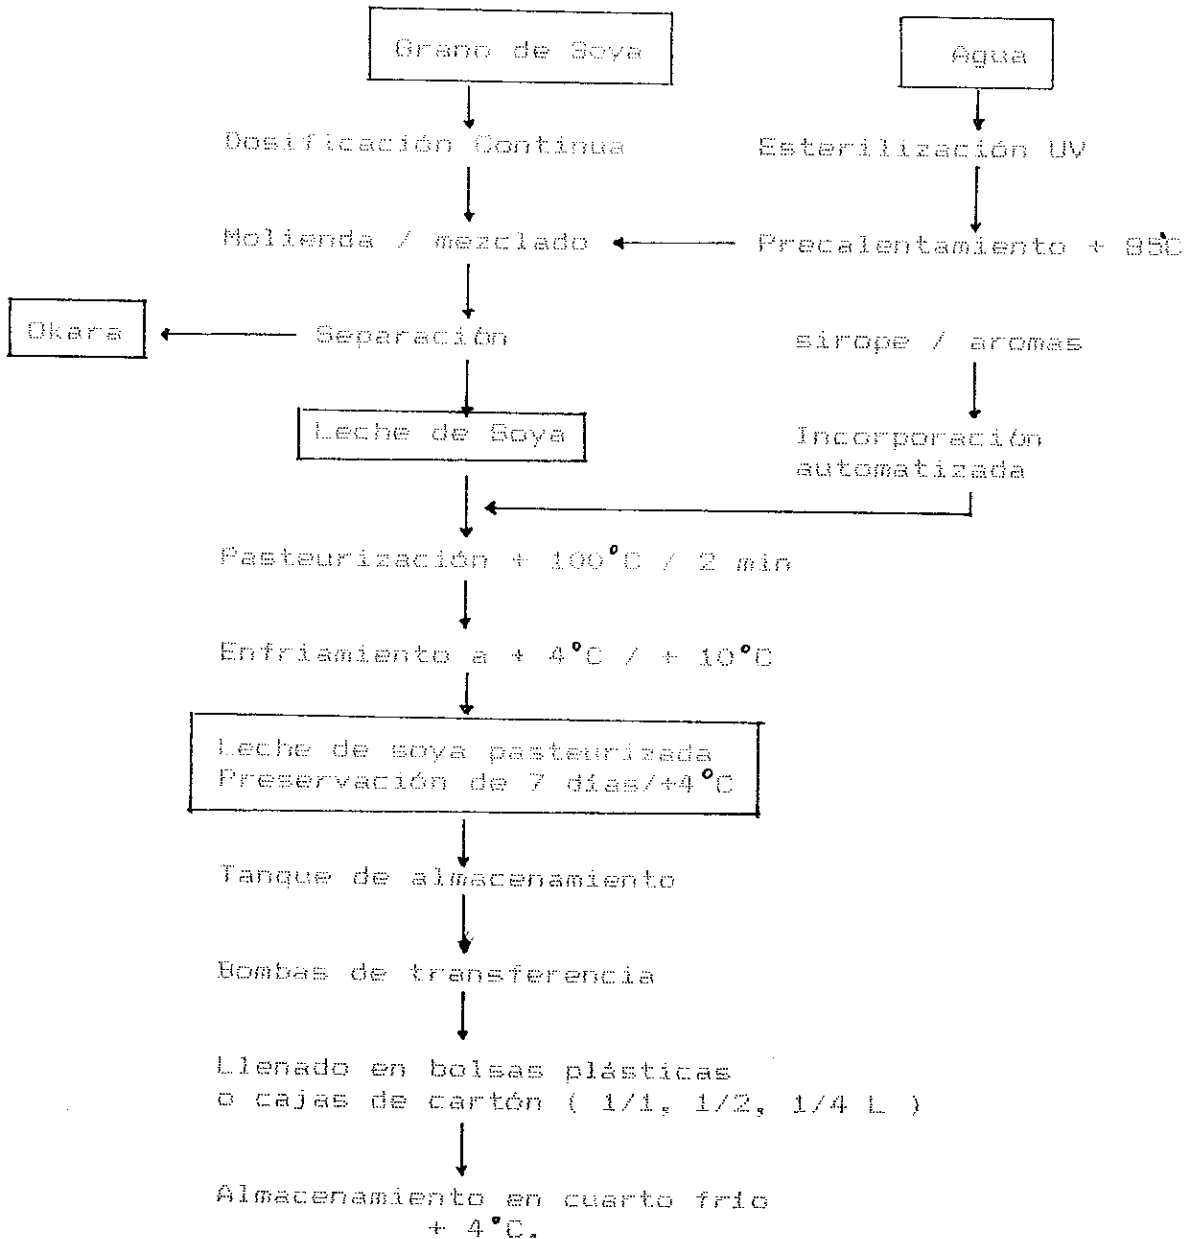 Grano de Soya
Agua
Dosificación Continua
Esterilización UV
Molienda / mezclado
Precalentamiento + 85°C
Okara
Separación
sirope / aromas
Leche de Soya
Incorporación
automatizada
Pasteurización + 100°C / 2 min
Enfriamiento a + 4°C / + 10°C
Leche de soya pasteurizada
Preservación de 7 días/+4°C
Tanque de almacenamiento
Bombas de transferencia
Llenado en bolsas plásticas
o cajas de cartón ( 1/1, 1/2, 1/4 L )
Almacenamiento en cuarto frío
+ 4°C.